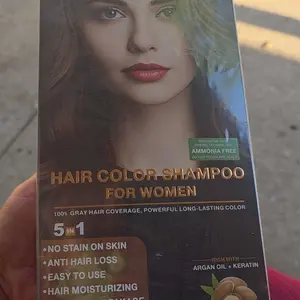 AMMONIA FREE
HAIR COLOR SHAMPOO
FOR WOMEN
100% GRAY HAIR COVERAGE, POWERFUL LONG-LASTING COLOR
5 IN 1
•NO STAIN ON SKIN
•ANTI HAIR LOSS
•EASY TO USE
•HAIR MOISTURIZING
RICH WITH
ARGAN OIL + KERATIN